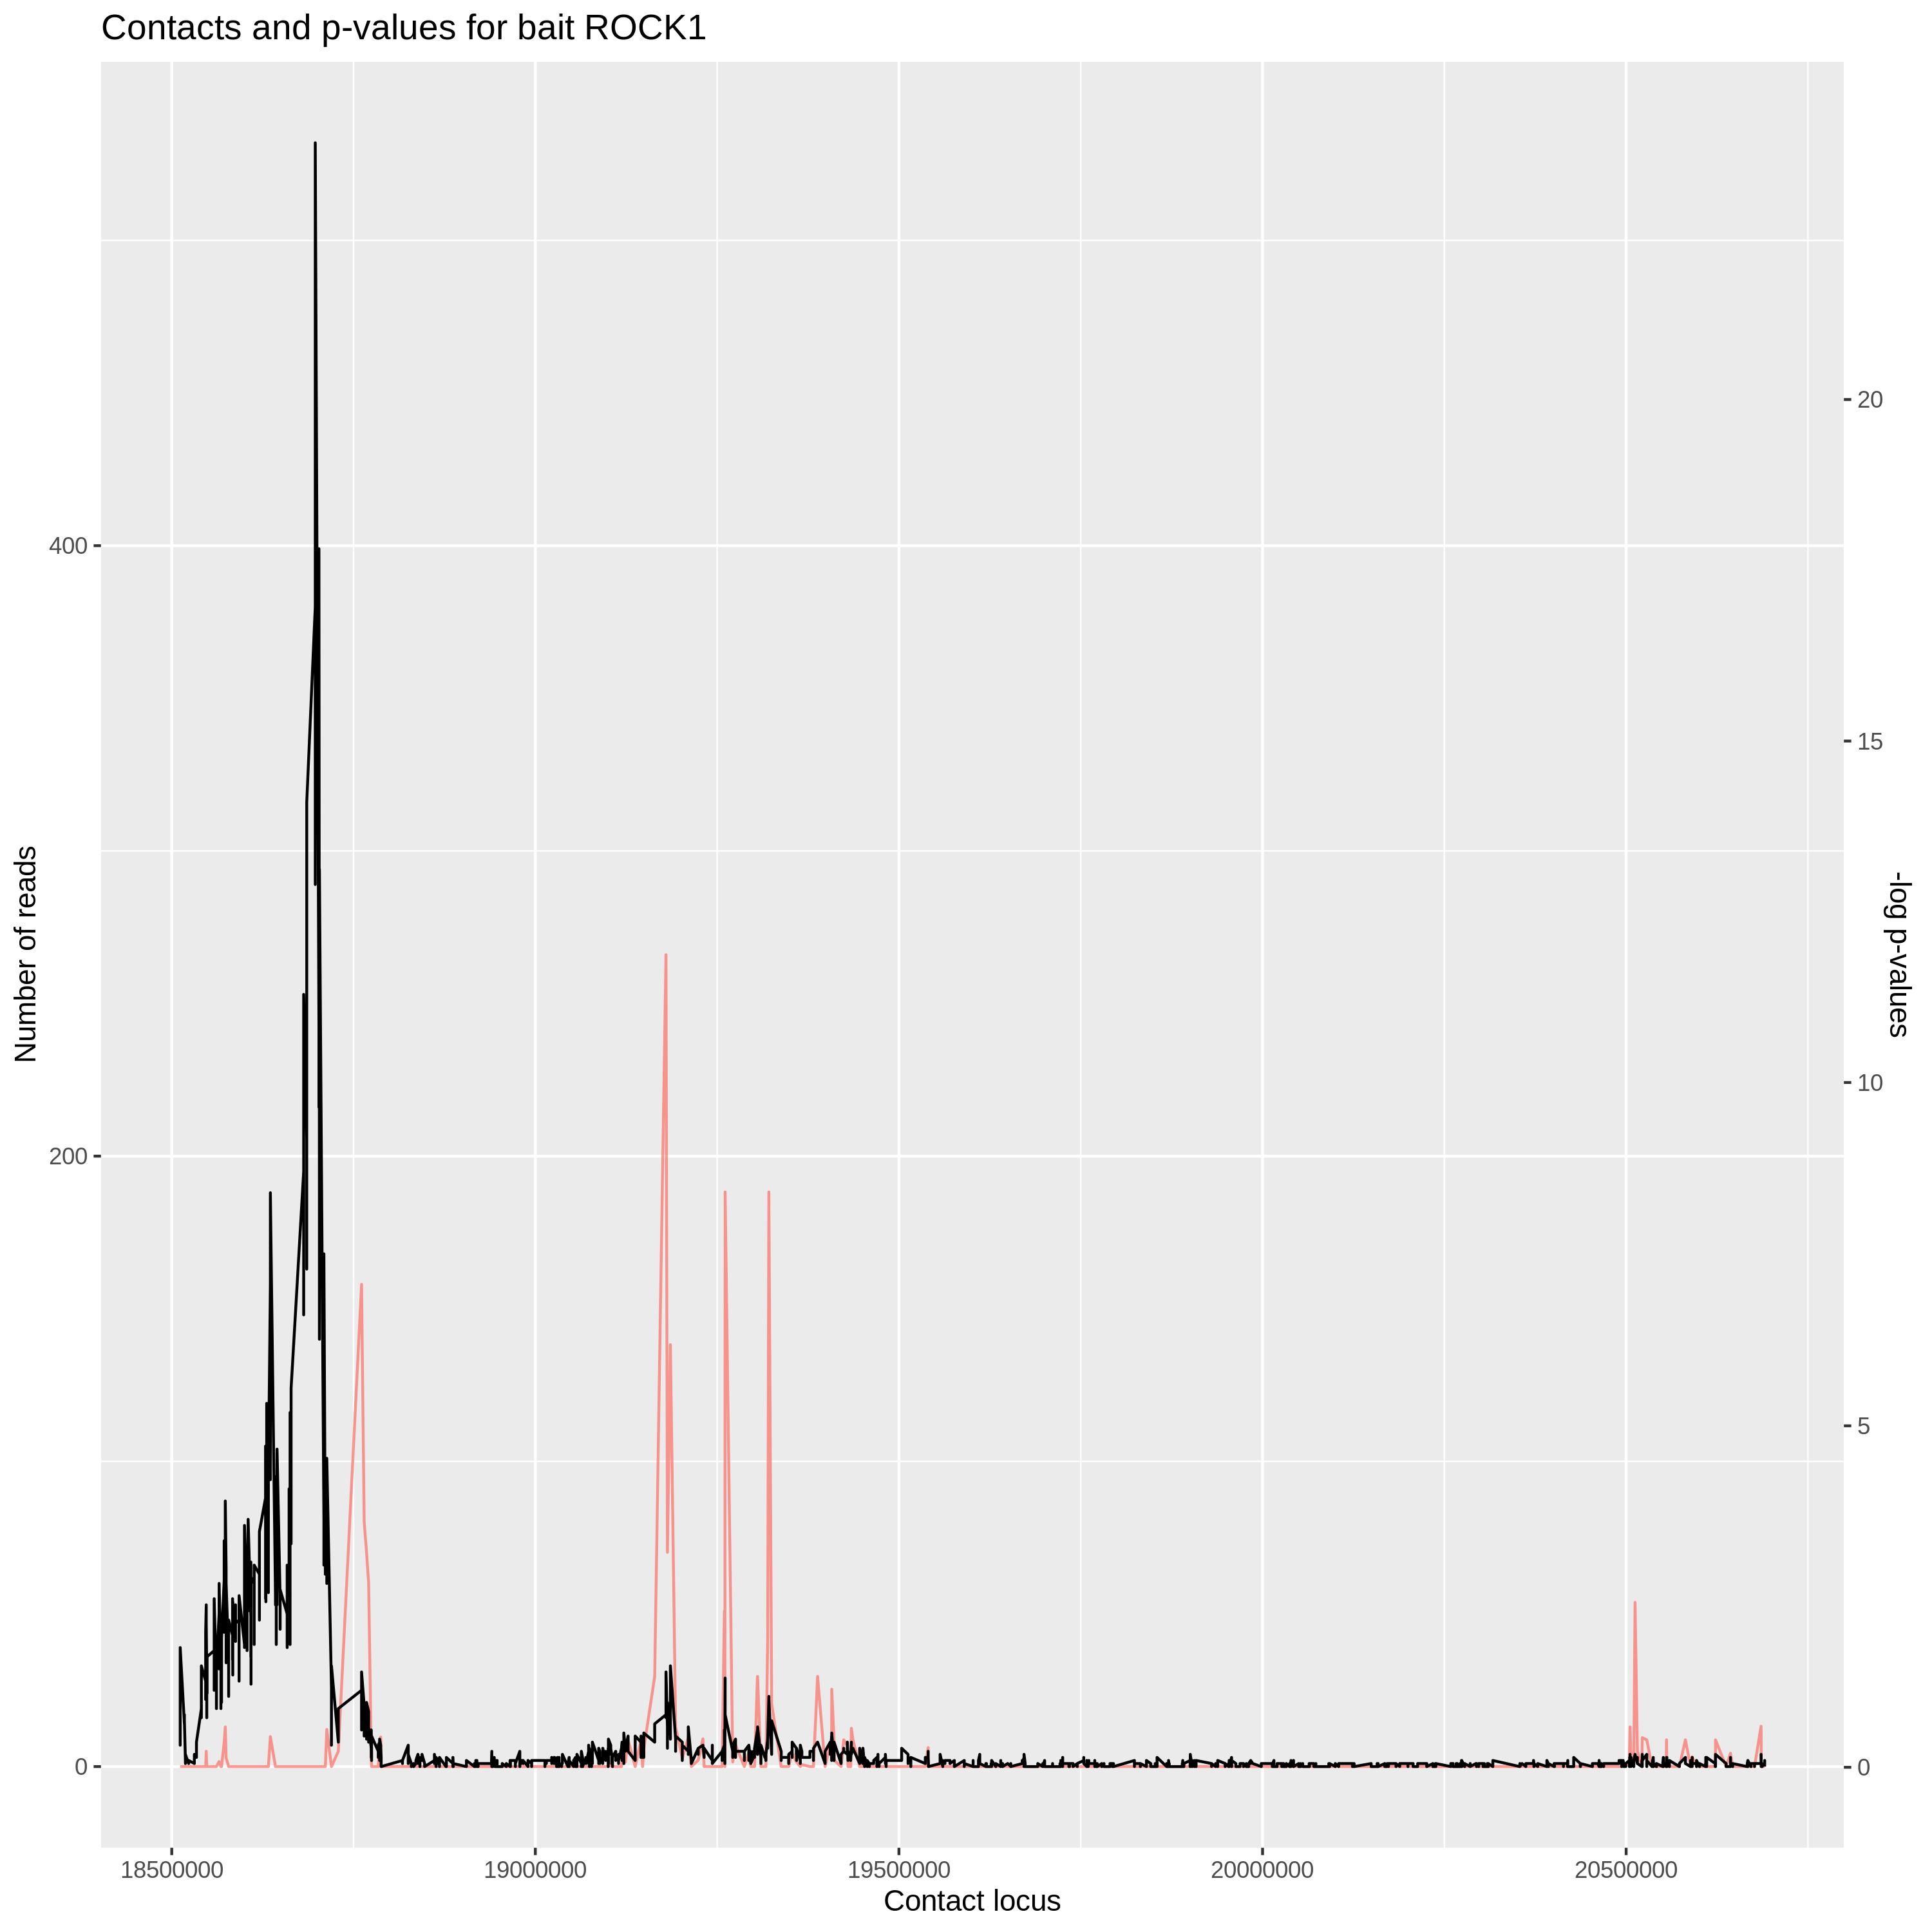 Contacts and p-values for bait ROCK1
Number of reads
400
200
0
20
15
10
5
0
-log p-values
18500000 19000000 19500000 20000000 20500000
Contact locus